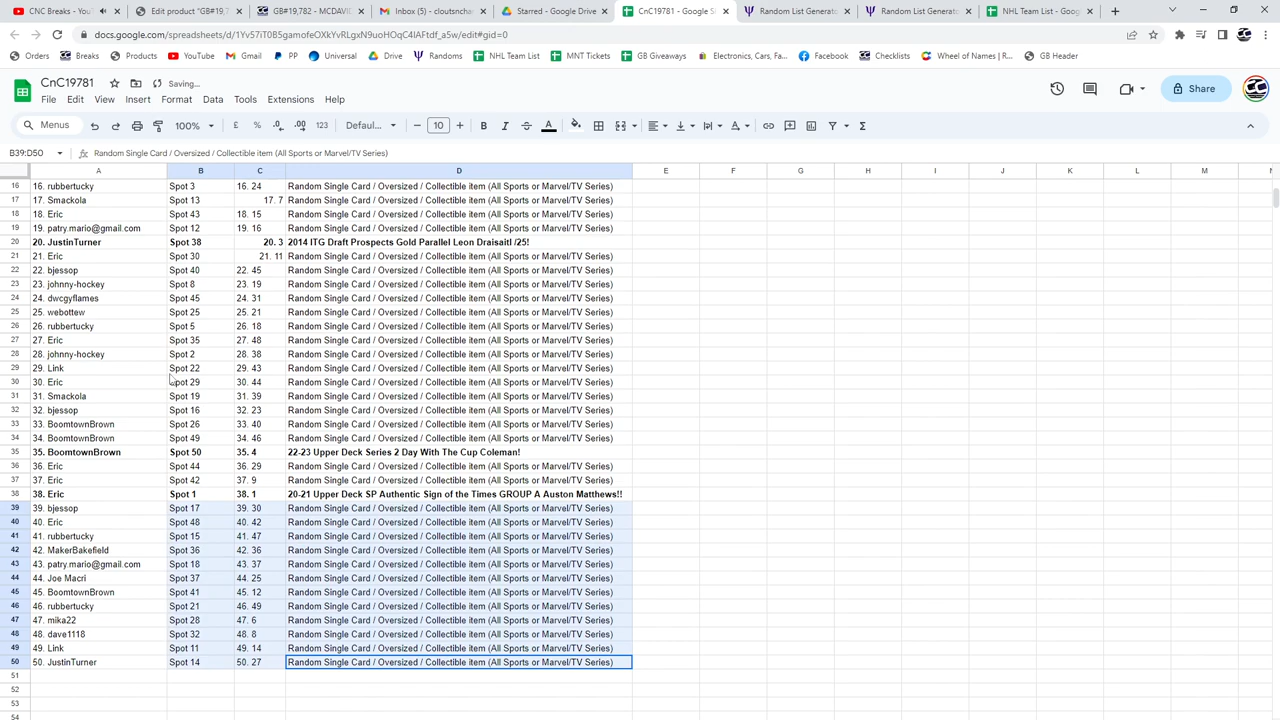 CNC Breaks - You
Edit product "GB#19,7
GB#19,782 - MCDAVID
Inbox (5) - cloutsnchar
Starred - Google Drive
CnC19781 - Google S
Random List Generato
Random List Generato
NHL Team List - Goog
docs.google.com/spreadsheets/d/1Yv57iT0B5gamofeOXkYvRLgxN9uoHOqC4lAFtdf_a5w/edit#gid=0
Orders Breaks Products YouTube Gmail PP Universal Drive Randoms NHL Team List MNT Tickets GB Giveaways Electronics, Cars, Fa... Facebook Checklists Wheel of Names | R... GB Header
CnC19781 Saving...
File Edit View Insert Format Data Tools Extensions Help
Share
Menus 100% £ % .0 .00 123 Defaul... 10 B I A
B39:D50 Random Single Card / Oversized / Collectible item (All Sports or Marvel/TV Series)
A B C D E F G H I J K L M N
16 16. rubbertucky Spot 3 16. 24 Random Single Card / Oversized / Collectible item (All Sports or Marvel/TV Series)
17 17. Smackola Spot 13 17. 7 Random Single Card / Oversized / Collectible item (All Sports or Marvel/TV Series)
18 18. Eric Spot 43 18. 15 Random Single Card / Oversized / Collectible item (All Sports or Marvel/TV Series)
19 19. patry.mario@gmail.com Spot 12 19. 16 Random Single Card / Oversized / Collectible item (All Sports or Marvel/TV Series)
20 20. JustinTurner Spot 38 20. 3 2014 ITG Draft Prospects Gold Parallel Leon Draisaitl /25!
21 21. Eric Spot 30 21. 11 Random Single Card / Oversized / Collectible item (All Sports or Marvel/TV Series)
22 22. bjessop Spot 40 22. 45 Random Single Card / Oversized / Collectible item (All Sports or Marvel/TV Series)
23 23. johnny-hockey Spot 8 23. 19 Random Single Card / Oversized / Collectible item (All Sports or Marvel/TV Series)
24 24. dwcgyflames Spot 45 24. 31 Random Single Card / Oversized / Collectible item (All Sports or Marvel/TV Series)
25 25. webottew Spot 25 25. 21 Random Single Card / Oversized / Collectible item (All Sports or Marvel/TV Series)
26 26. rubbertucky Spot 5 26. 18 Random Single Card / Oversized / Collectible item (All Sports or Marvel/TV Series)
27 27. Eric Spot 35 27. 48 Random Single Card / Oversized / Collectible item (All Sports or Marvel/TV Series)
28 28. johnny-hockey Spot 2 28. 38 Random Single Card / Oversized / Collectible item (All Sports or Marvel/TV Series)
29 29. Link Spot 22 29. 43 Random Single Card / Oversized / Collectible item (All Sports or Marvel/TV Series)
30 30. Eric Spot 29 30. 44 Random Single Card / Oversized / Collectible item (All Sports or Marvel/TV Series)
31 31. Smackola Spot 19 31. 39 Random Single Card / Oversized / Collectible item (All Sports or Marvel/TV Series)
32 32. bjessop Spot 16 32. 23 Random Single Card / Oversized / Collectible item (All Sports or Marvel/TV Series)
33 33. BoomtownBrown Spot 26 33. 40 Random Single Card / Oversized / Collectible item (All Sports or Marvel/TV Series)
34 34. BoomtownBrown Spot 49 34. 46 Random Single Card / Oversized / Collectible item (All Sports or Marvel/TV Series)
35 35. BoomtownBrown Spot 50 35. 4 22-23 Upper Deck Series 2 Day With The Cup Coleman!
36 36. Eric Spot 44 36. 29 Random Single Card / Oversized / Collectible item (All Sports or Marvel/TV Series)
37 37. Eric Spot 42 37. 9 Random Single Card / Oversized / Collectible item (All Sports or Marvel/TV Series)
38 38. Eric Spot 1 38. 1 20-21 Upper Deck SP Authentic Sign of the Times GROUP A Auston Matthews!!
39 39. bjessop Spot 17 39. 30 Random Single Card / Oversized / Collectible item (All Sports or Marvel/TV Series)
40 40. Eric Spot 48 40. 42 Random Single Card / Oversized / Collectible item (All Sports or Marvel/TV Series)
41 41. rubbertucky Spot 15 41. 47 Random Single Card / Oversized / Collectible item (All Sports or Marvel/TV Series)
42 42. MakerBakefield Spot 36 42. 36 Random Single Card / Oversized / Collectible item (All Sports or Marvel/TV Series)
43 43. patry.mario@gmail.com Spot 18 43. 37 Random Single Card / Oversized / Collectible item (All Sports or Marvel/TV Series)
44 44. Joe Macri Spot 37 44. 25 Random Single Card / Oversized / Collectible item (All Sports or Marvel/TV Series)
45 45. BoomtownBrown Spot 41 45. 12 Random Single Card / Oversized / Collectible item (All Sports or Marvel/TV Series)
46 46. rubbertucky Spot 21 46. 49 Random Single Card / Oversized / Collectible item (All Sports or Marvel/TV Series)
47 47. mika22 Spot 28 47. 6 Random Single Card / Oversized / Collectible item (All Sports or Marvel/TV Series)
48 48. dave1118 Spot 32 48. 8 Random Single Card / Oversized / Collectible item (All Sports or Marvel/TV Series)
49 49. Link Spot 11 49. 14 Random Single Card / Oversized / Collectible item (All Sports or Marvel/TV Series)
50 50. JustinTurner Spot 14 50. 27 Random Single Card / Oversized / Collectible item (All Sports or Marvel/TV Series)
51
52
53
54